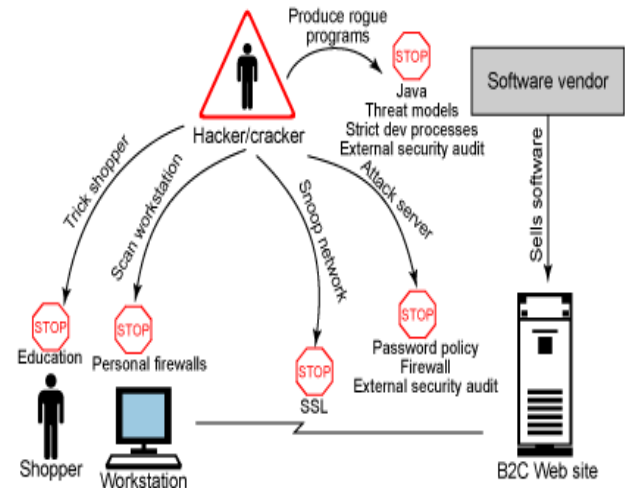 Produce rogue
programs
STOP
Java
Threat models
Strict dev processes
External security audit
Software vendor
Hacker/cracker
Trick shopper
Scan workstation
Snoop network
Attack server
Sells software
STOP
Education
STOP
Personal firewalls
STOP
SSL
STOP
Password policy
Firewall
External security audit
Shopper
Workstation
B2C Web site